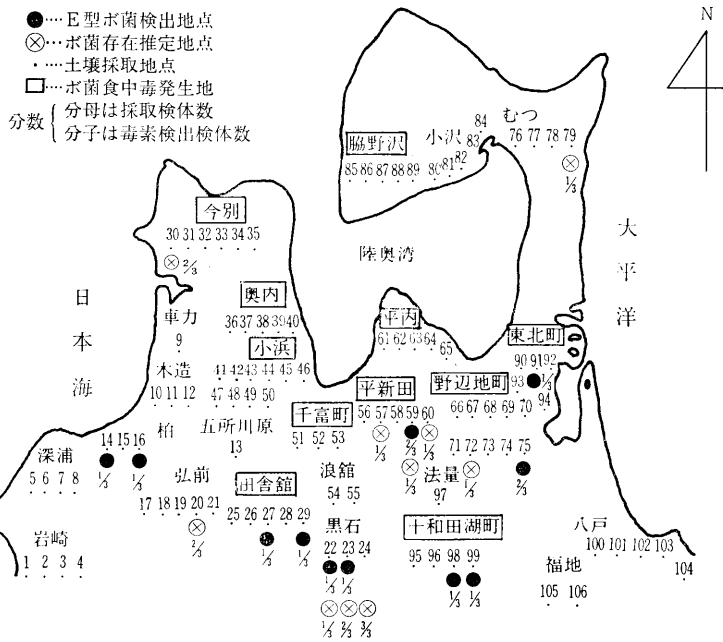 ●…E型ボ菌検出地点
⊗…ボ菌存在推定地点
・…土壌採取地点
□…ボ菌食中毒発生地
分数{分母は採取検体数
分子は毒素検出検体数
N
むつ
84
83
76 77 78 79
⊗
1/3
脇野沢
小沢
85 86 87 88 89 80 81 82
今別
30 31 32 33 34 35
⊗ 2/3
陸奥湾
大平洋
日本海
車力
9
奥内
36 37 38 39 40
平内
61 62 63 64 65
東北町
90 91 92
93 ● 1/3
94
小浜
41 42 43 44 45 46
47 48 49 50
木造
10 11 12
平新田
56 57 58 59 60
⊗ ● ⊗
1/3 2/3 1/3
⊗
1/3
野辺地町
66 67 68 69 70
71 72 73 74 75
⊗ ●
1/3 2/3
五所川原
13
千富町
51 52 53
柏
14 15 16
● ●
1/3 1/3
深浦
5 6 7 8
弘前
17 18 19 20 21
⊗
2/3
田舎館
25 26 27 28 29
● ●
1/3 1/3
浪舘
54 55
法量
97
黒石
22 23 24
● ●
1/3 1/3
⊗ ⊗ ⊗
1/3 2/3 3/3
十和田湖町
95 96 98 99
● ●
1/3 1/3
八戸
100 101 102 103
104
岩崎
1 2 3 4
福地
105 106